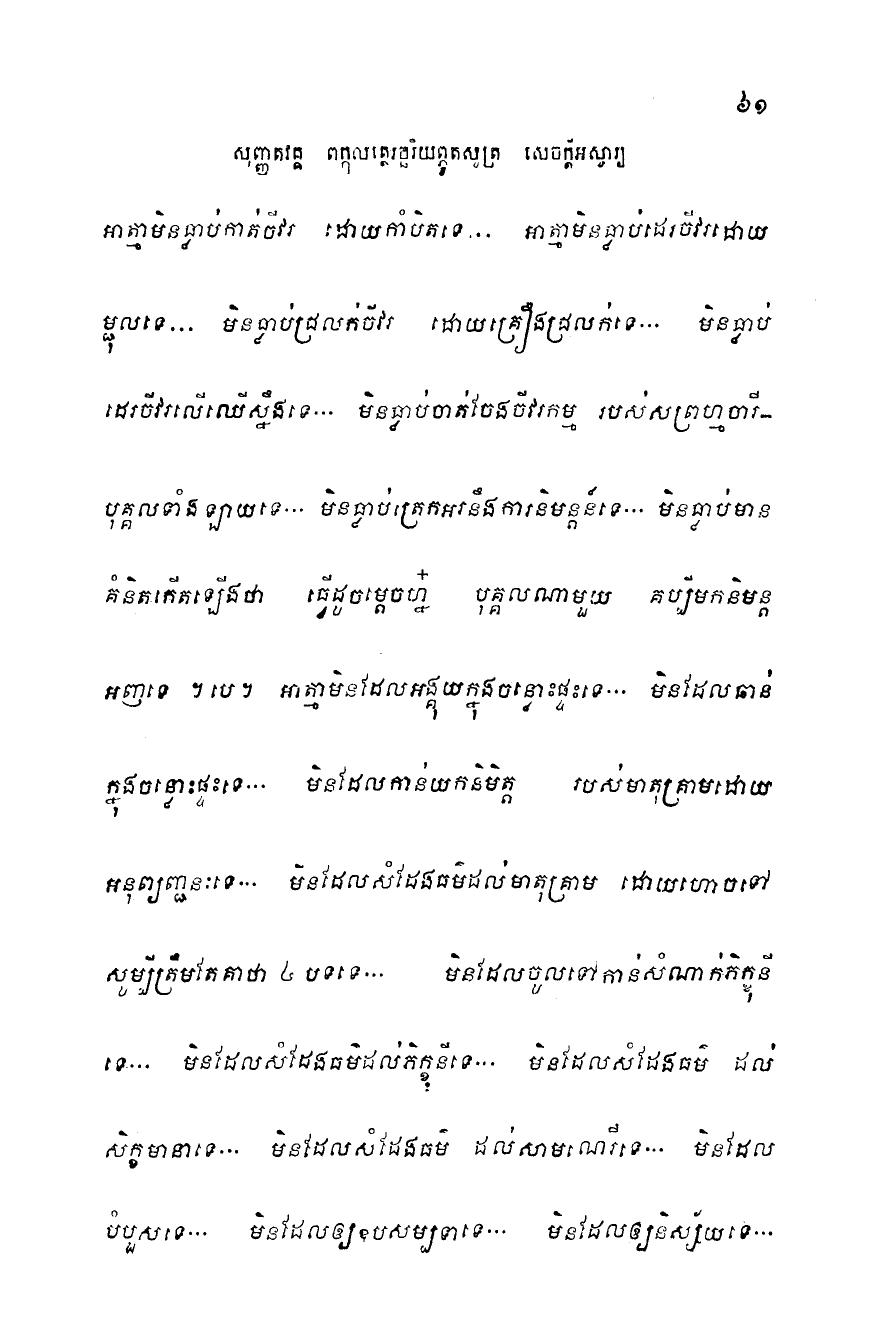 ៦១
សុញ្ញតវគ្គ ពក្កុលត្ថេរច្ឆរិយព្ភូតសូត្រ សេចក្តីអស្ចារ្យ
អាត្មាមិនធ្លាប់កាត់ចីវរ ដោយកាំបិតទេ... អាត្មាមិនធ្លាប់ដេរចីវរដោយ
ម្ជុលទេ... មិនធ្លាប់ជ្រលក់ចីវរ ដោយគ្រឿងជ្រលក់ទេ... មិនធ្លាប់
ដេរចីវរលើឈើស្នឹងទេ... មិនធ្លាប់ចាត់ចែងចីវរកម្ម របស់សព្រហ្មចារី-
បុគ្គលទាំងឡាយទេ... មិនធ្លាប់ត្រេកអរនឹងការនិមន្តន៍ទេ... មិនធ្លាប់មាន
គំនិតកើតឡើងថា ធ្វើដូចម្តេចហ្ន៎ បុគ្គលណាមួយ គប្បីមកនិមន្ត
អញទេ ។ បេ ។ អាត្មាមិនដែលអង្គុយក្នុងចន្លោះផ្ទះទេ... មិនដែលឆាន់
ក្នុងចន្លោះផ្ទះទេ... មិនដែលកាន់យកនិមិត្ត របស់មាតុគ្រាមដោយ
អនុព្យញ្ជនៈទេ... មិនដែលសំដែងធម៌ដល់មាតុគ្រាម ដោយហោចទៅ
សូម្បីត្រឹមតែគាថា ៤ បទទេ... មិនដែលចូលទៅកាន់សំណាក់ភិក្ខុនី
ទេ... មិនដែលសំដែងធម៌ដល់ភិក្ខុនីទេ... មិនដែលសំដែងធម៌ ដល់
សិក្ខមានាទេ... មិនដែលសំដែងធម៌ ដល់សាមណេរីទេ... មិនដែល
បំបួសទេ... មិនដែលឲ្យឧបសម្បទាទេ... មិនដែលឲ្យនិស្ស័យទេ...